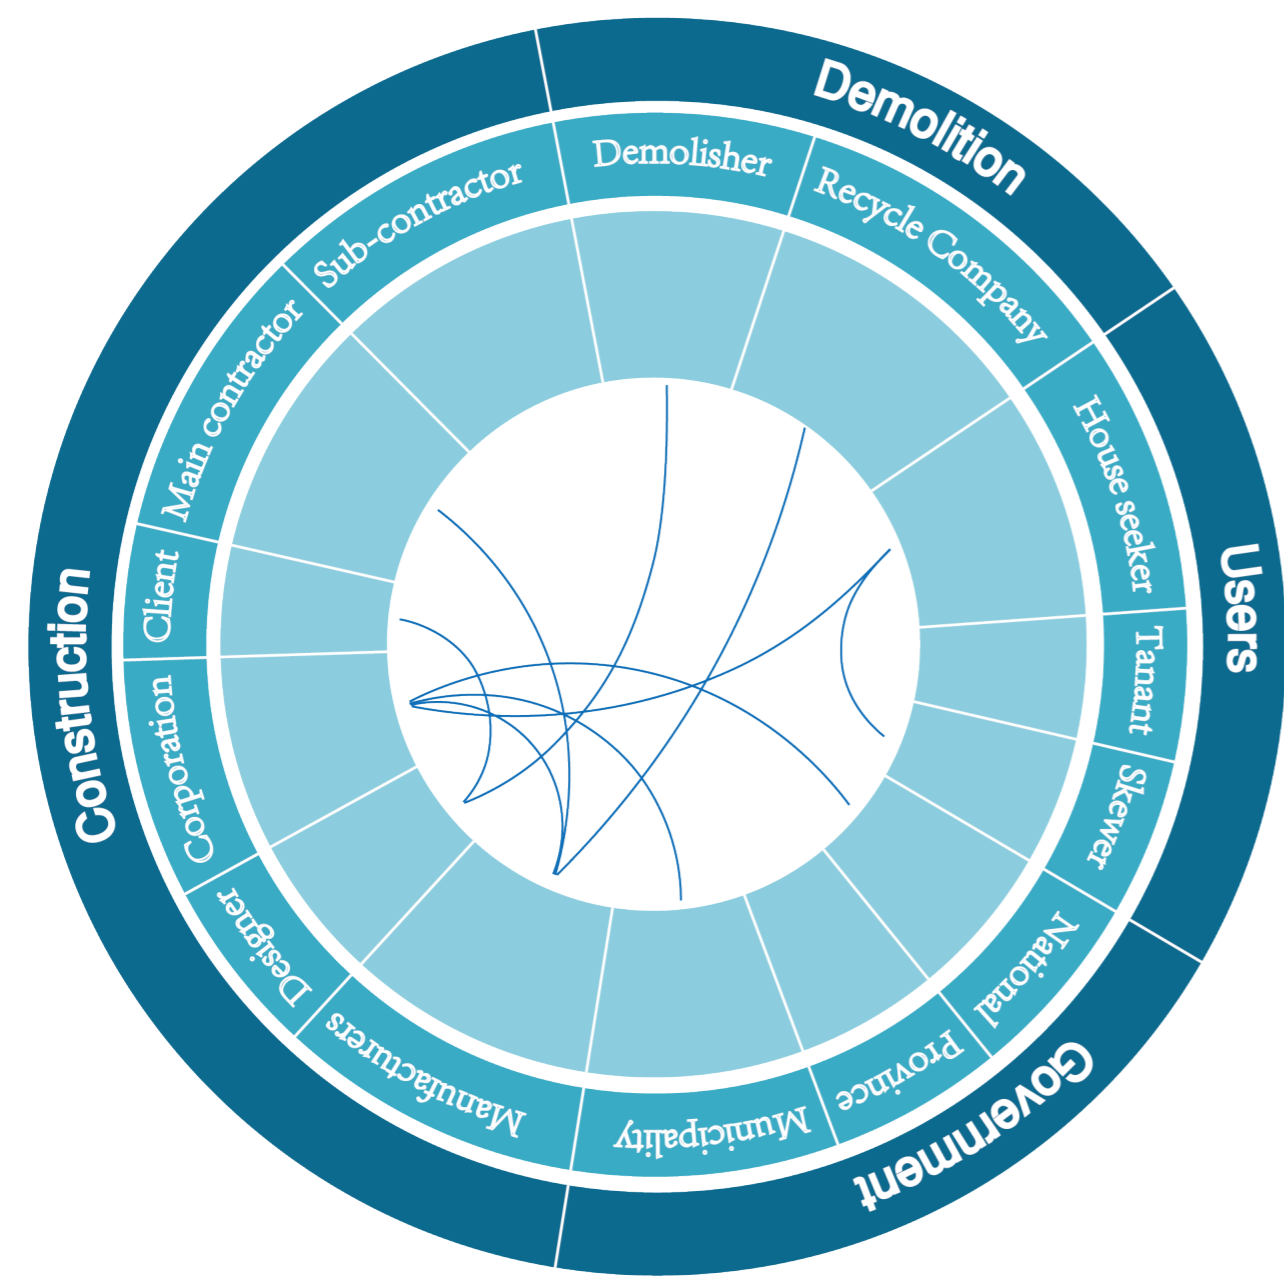 Demolition
Users
Government
Construction
Demolisher
Recycle Company
House seeker
Tanant
Skewer
National
Province
Municipality
Manufacturers
Designer
Corporation
Client
Main contractor
Sub-contractor